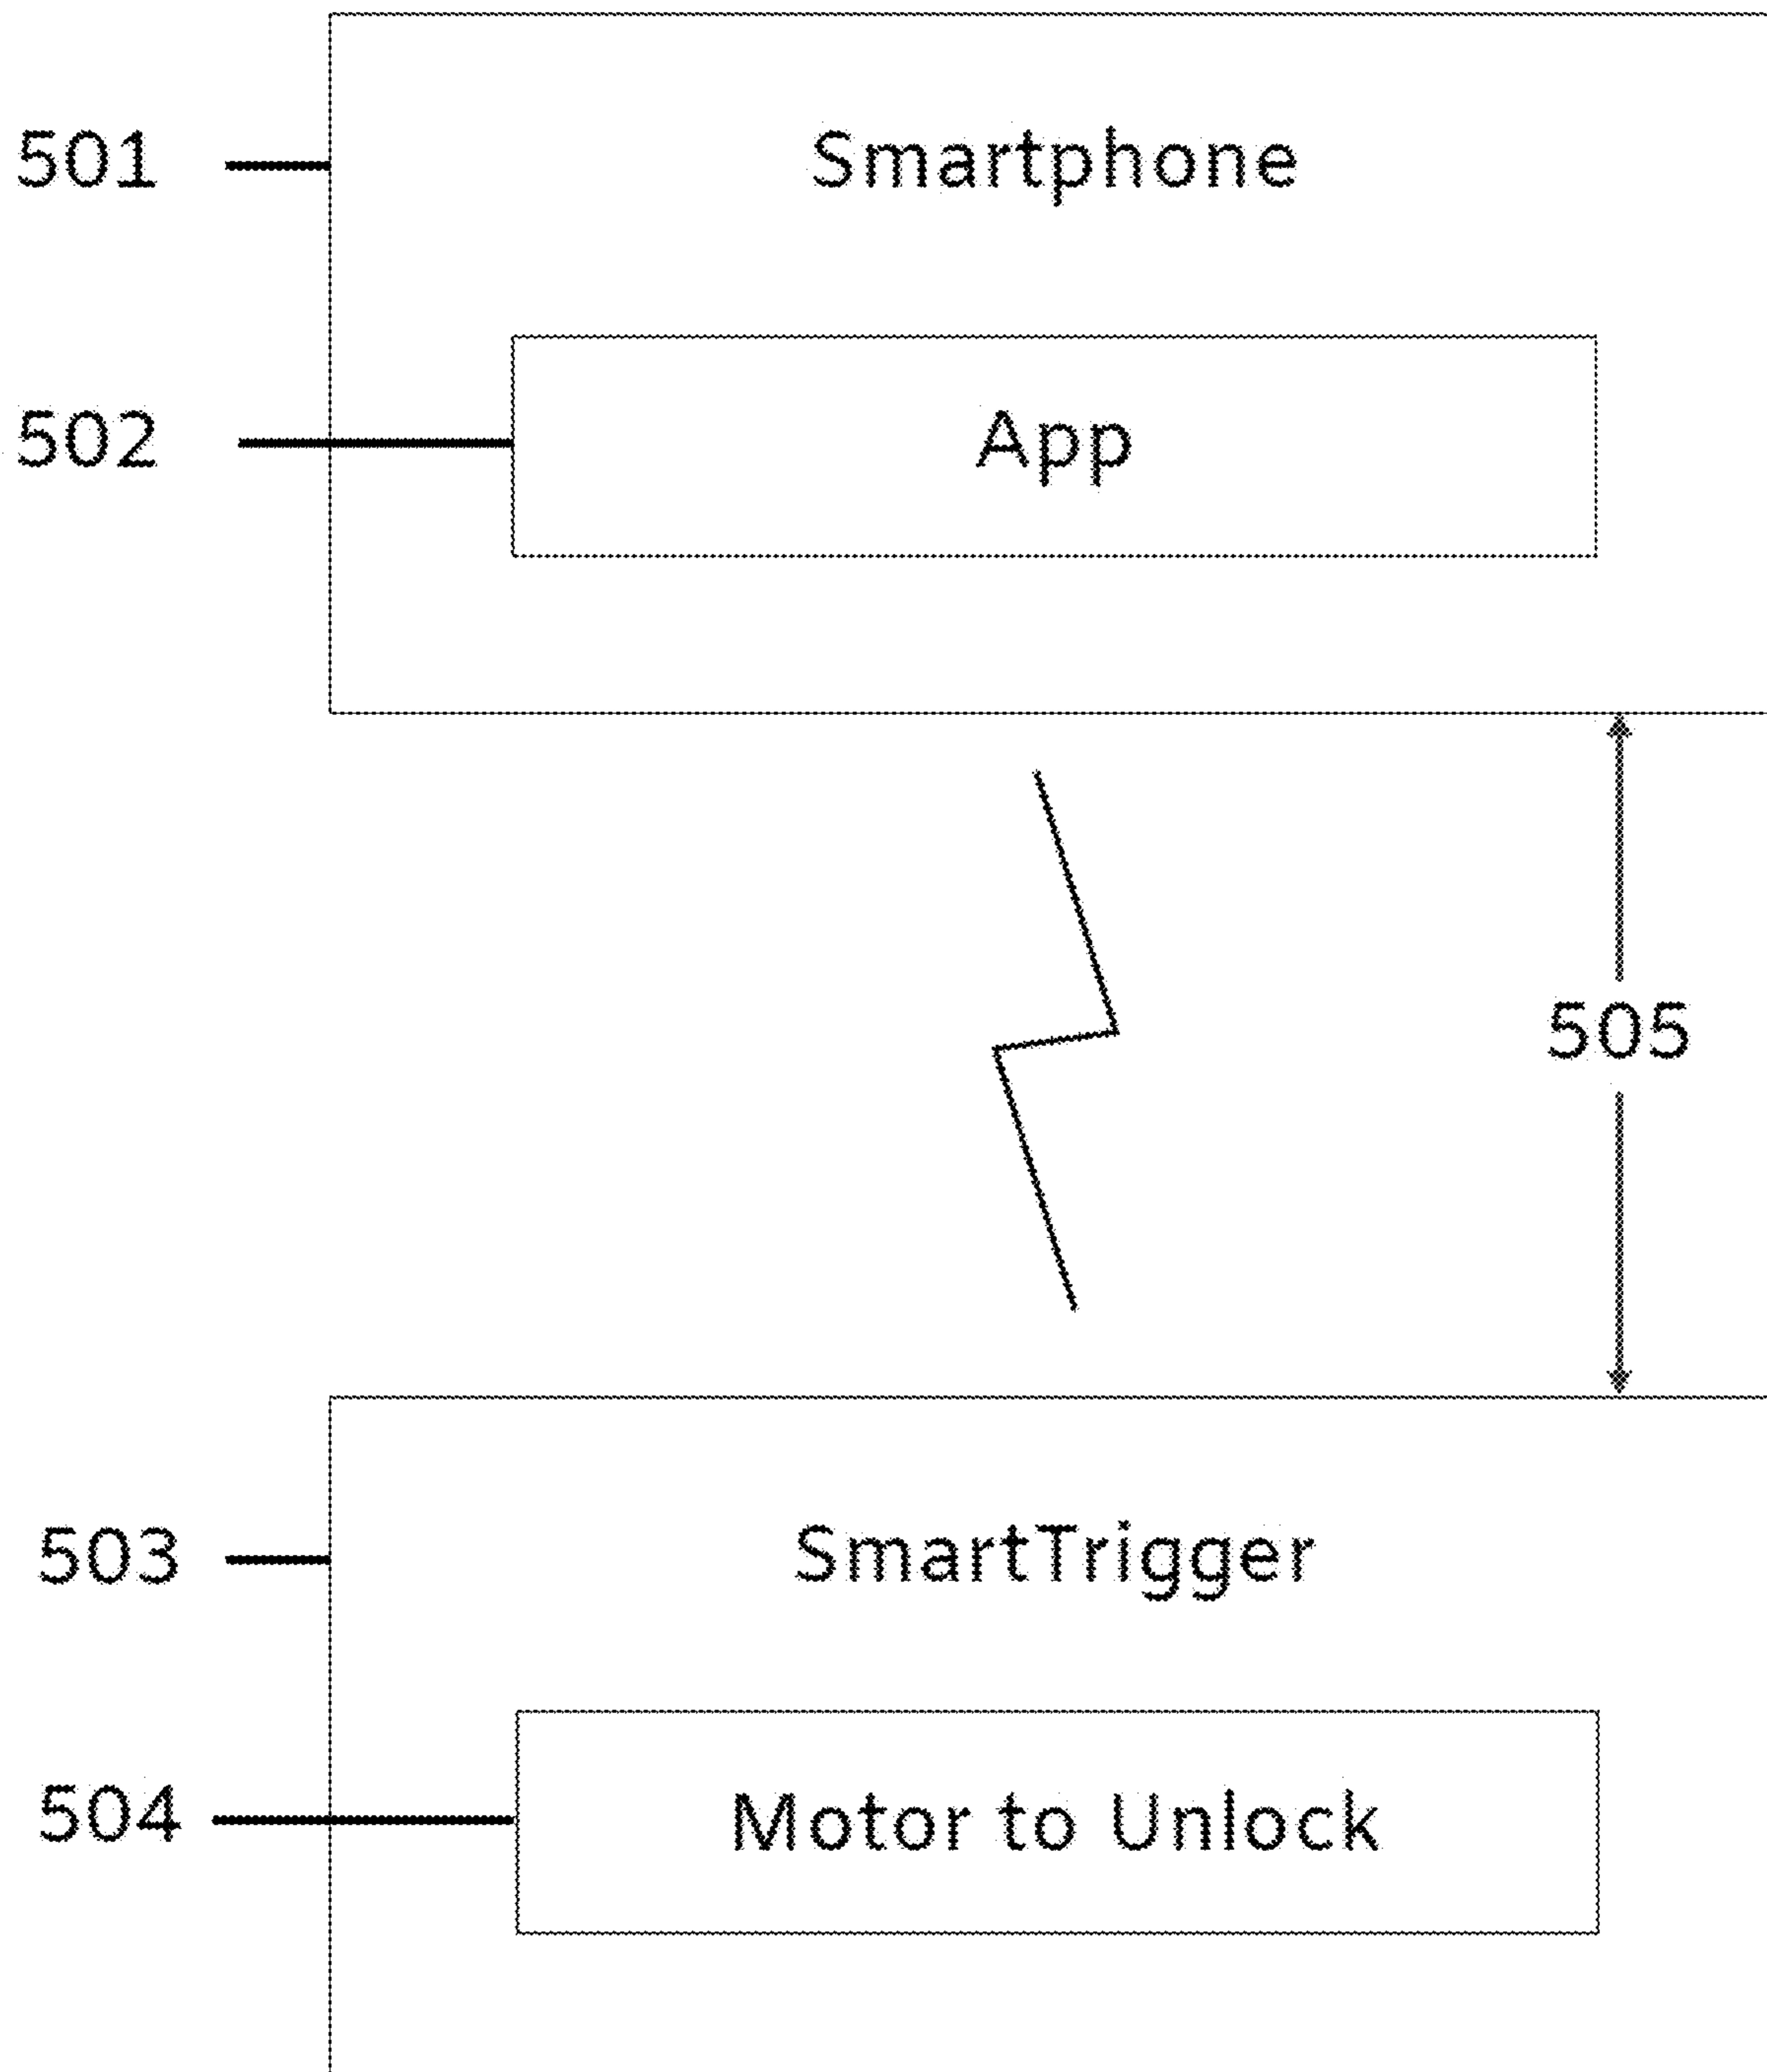 501 Smartphone
502 App
505
503 SmartTrigger
504 Motor to Unlock